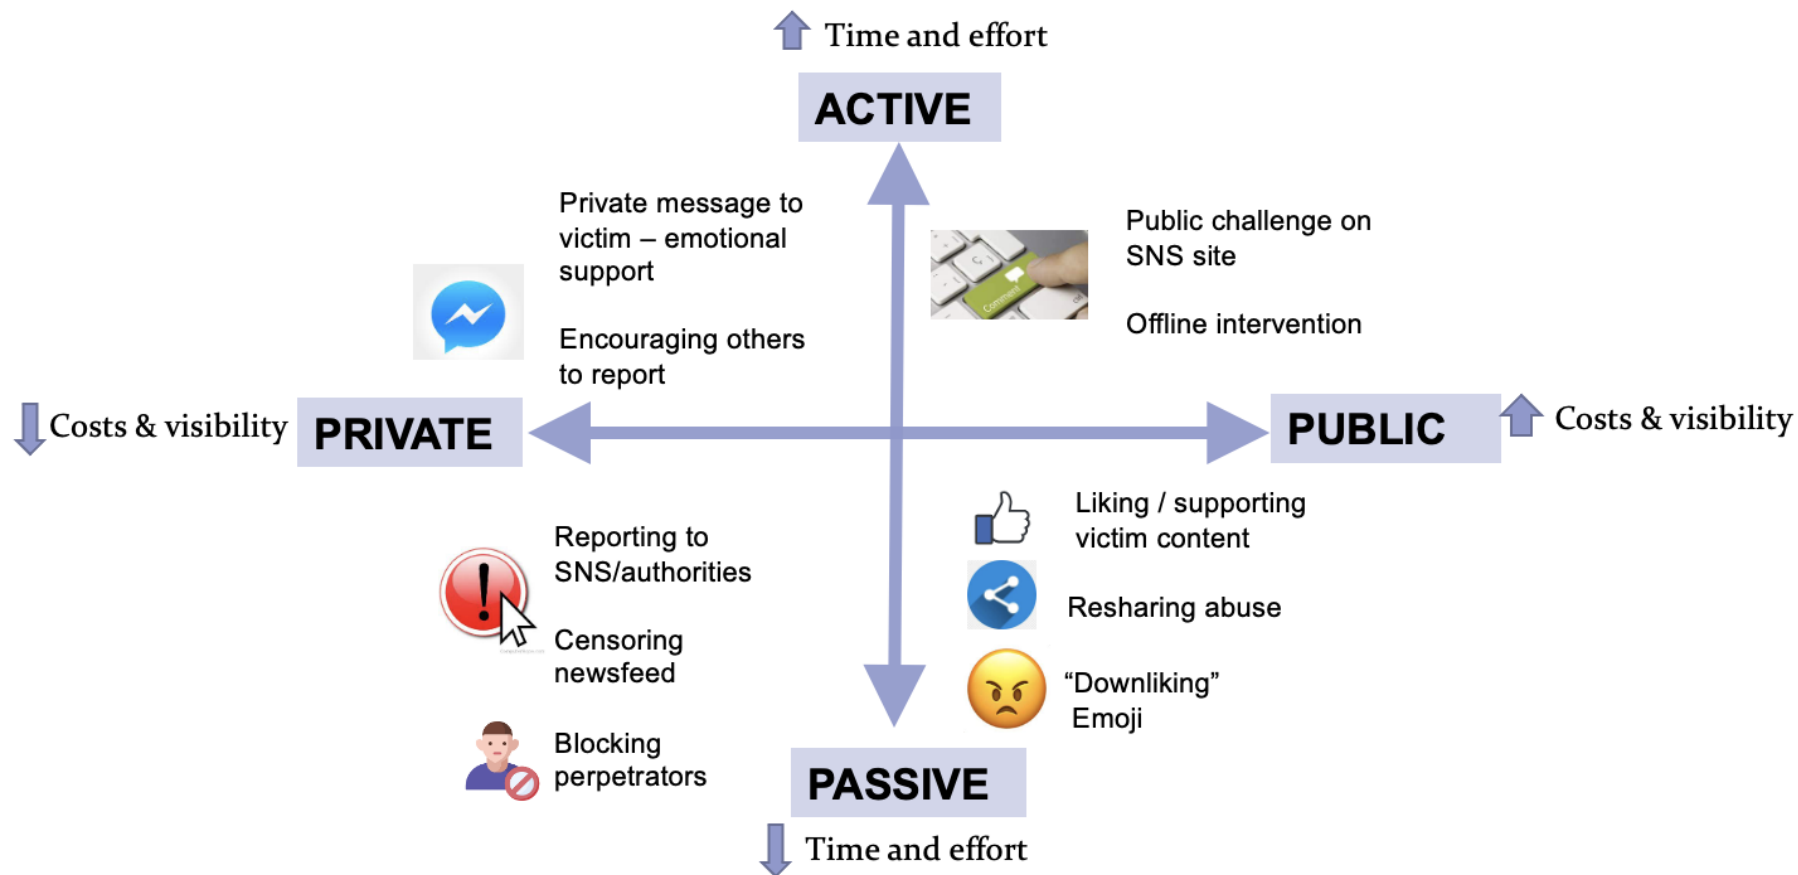 Time and effort
ACTIVE
Private message to
victim – emotional
support
Encouraging others
to report
Comment
Public challenge on
SNS site
Offline intervention
Costs & visibility
PRIVATE
PUBLIC
Costs & visibility
Reporting to
SNS/authorities
Censoring
newsfeed
Blocking
perpetrators
Liking / supporting
victim content
Resharing abuse
“Downliking”
Emoji
PASSIVE
Time and effort